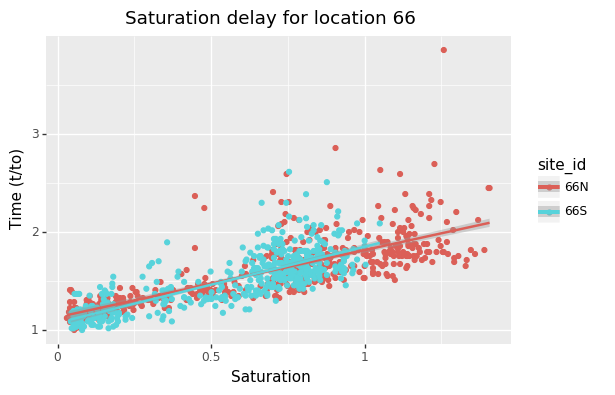 Saturation delay for location 66
Time (t/to)
3
2
1
0
0.5
1
Saturation
site_id
66N
66S